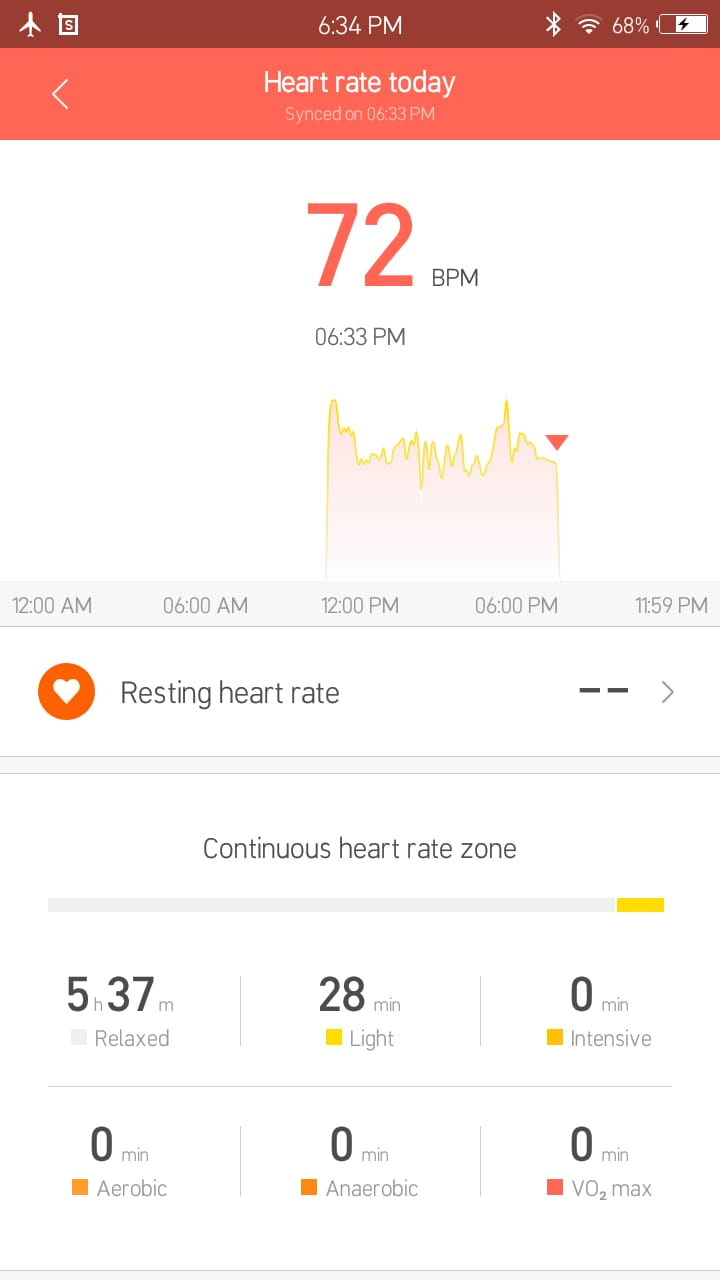 S 6:34 PM 68%
Heart rate today
Synced on 06:33 PM
72 BPM
06:33 PM
12:00 AM 06:00 AM 12:00 PM 06:00 PM 11:59 PM
Resting heart rate --
Continuous heart rate zone
5 h 37 m 28 min 0 min
Relaxed Light Intensive
0 min 0 min 0 min
Aerobic Anaerobic VO₂ max